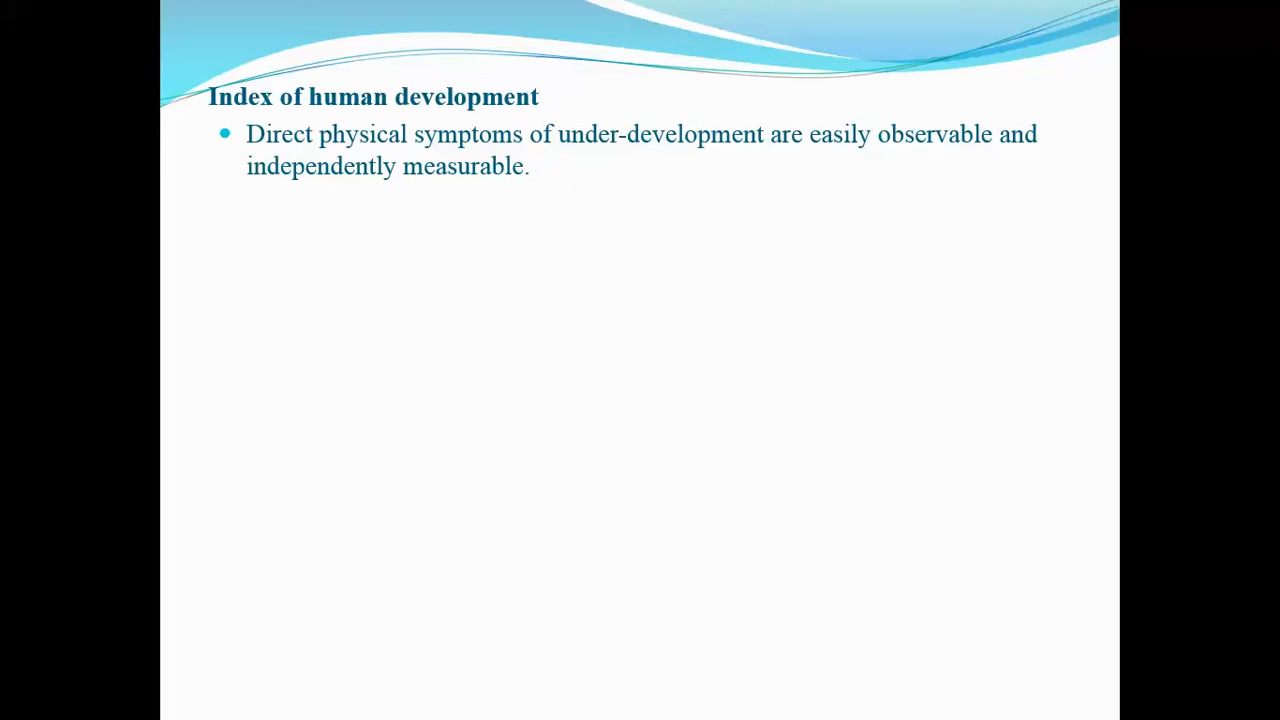 Index of human development
• Direct physical symptoms of under-development are easily observable and
independently measurable.